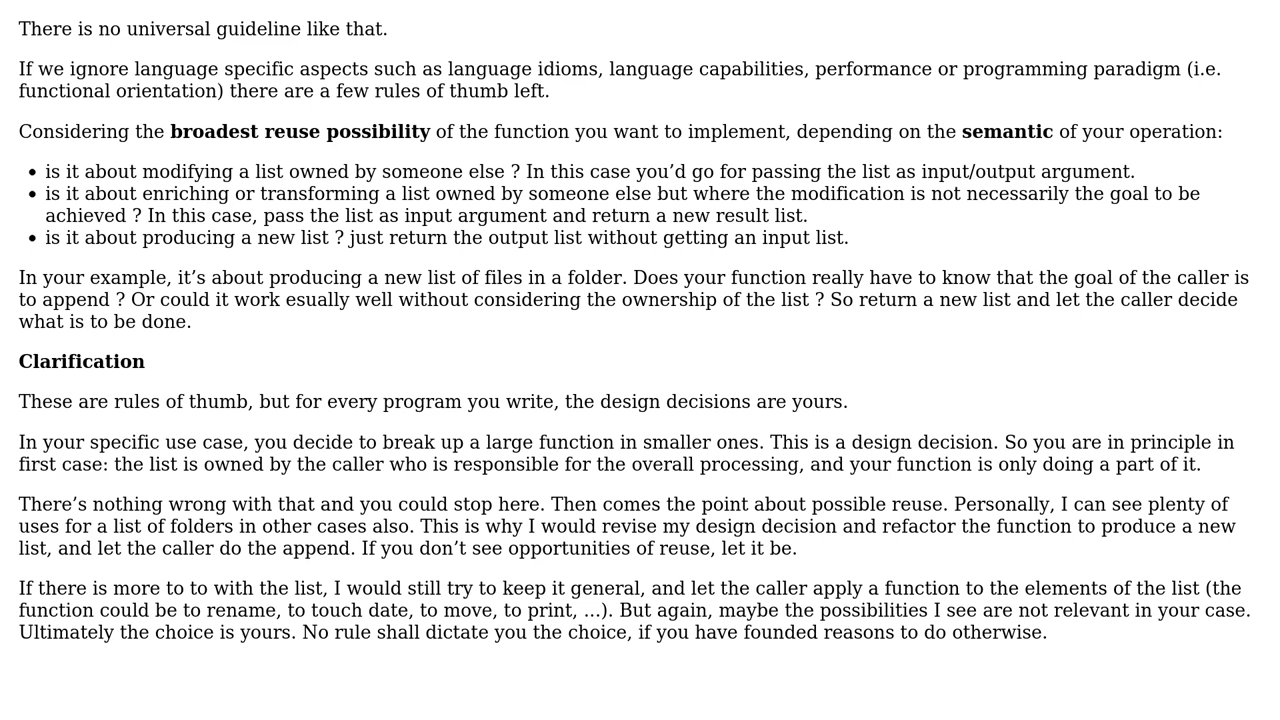 There is no universal guideline like that.
If we ignore language specific aspects such as language idioms, language capabilities, performance or programming paradigm (i.e.
functional orientation) there are a few rules of thumb left.
Considering the broadest reuse possibility of the function you want to implement, depending on the semantic of your operation:
• is it about modifying a list owned by someone else ? In this case you’d go for passing the list as input/output argument.
• is it about enriching or transforming a list owned by someone else but where the modification is not necessarily the goal to be
achieved ? In this case, pass the list as input argument and return a new result list.
• is it about producing a new list ? just return the output list without getting an input list.
In your example, it’s about producing a new list of files in a folder. Does your function really have to know that the goal of the caller is
to append ? Or could it work esually well without considering the ownership of the list ? So return a new list and let the caller decide
what is to be done.
Clarification
These are rules of thumb, but for every program you write, the design decisions are yours.
In your specific use case, you decide to break up a large function in smaller ones. This is a design decision. So you are in principle in
first case: the list is owned by the caller who is responsible for the overall processing, and your function is only doing a part of it.
There’s nothing wrong with that and you could stop here. Then comes the point about possible reuse. Personally, I can see plenty of
uses for a list of folders in other cases also. This is why I would revise my design decision and refactor the function to produce a new
list, and let the caller do the append. If you don’t see opportunities of reuse, let it be.
If there is more to to with the list, I would still try to keep it general, and let the caller apply a function to the elements of the list (the
function could be to rename, to touch date, to move, to print, ...). But again, maybe the possibilities I see are not relevant in your case.
Ultimately the choice is yours. No rule shall dictate you the choice, if you have founded reasons to do otherwise.